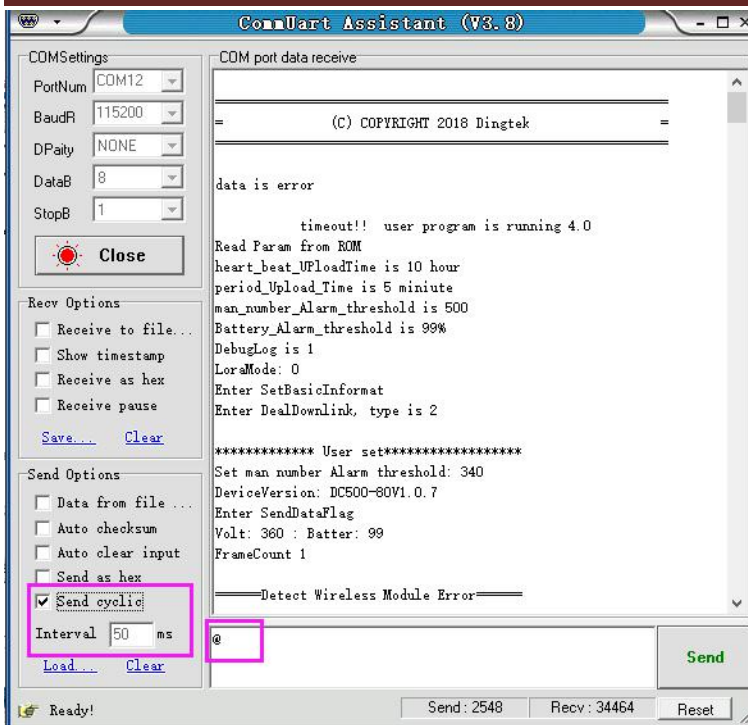 CommUart Assistant (V3.8)
COMSettings
PortNum COM12
BaudR 115200
DPaity NONE
DataB 8
StopB 1
Close
Recv Options
Receive to file...
Show timestamp
Receive as hex
Receive pause
Save... Clear
Send Options
Data from file ...
Auto checksum
Auto clear input
Send as hex
Send cyclic
Interval 50 ms
Load... Clear
COM port data receive
= (C) COPYRIGHT 2018 Dingtek =
data is error
timeout!! user program is running 4.0
Read Param from ROM
heart_beat_UPloadTime is 10 hour
period_Upload_Time is 5 miniute
man_number_Alarm_threshold is 500
Battery_Alarm_threshold is 99%
DebugLog is 1
LoraMode: 0
Enter SetBasicInformat
Enter DealDownlink, type is 2
************* User set******************
Set man number Alarm threshold: 340
DeviceVersion: DC500-80V1.0.7
Enter SendDataFlag
Volt: 360 : Batter: 99
FrameCount 1
=====Detect Wireless Module Error=====
@
Send
Ready!
Send : 2548 Recv : 34464 Reset